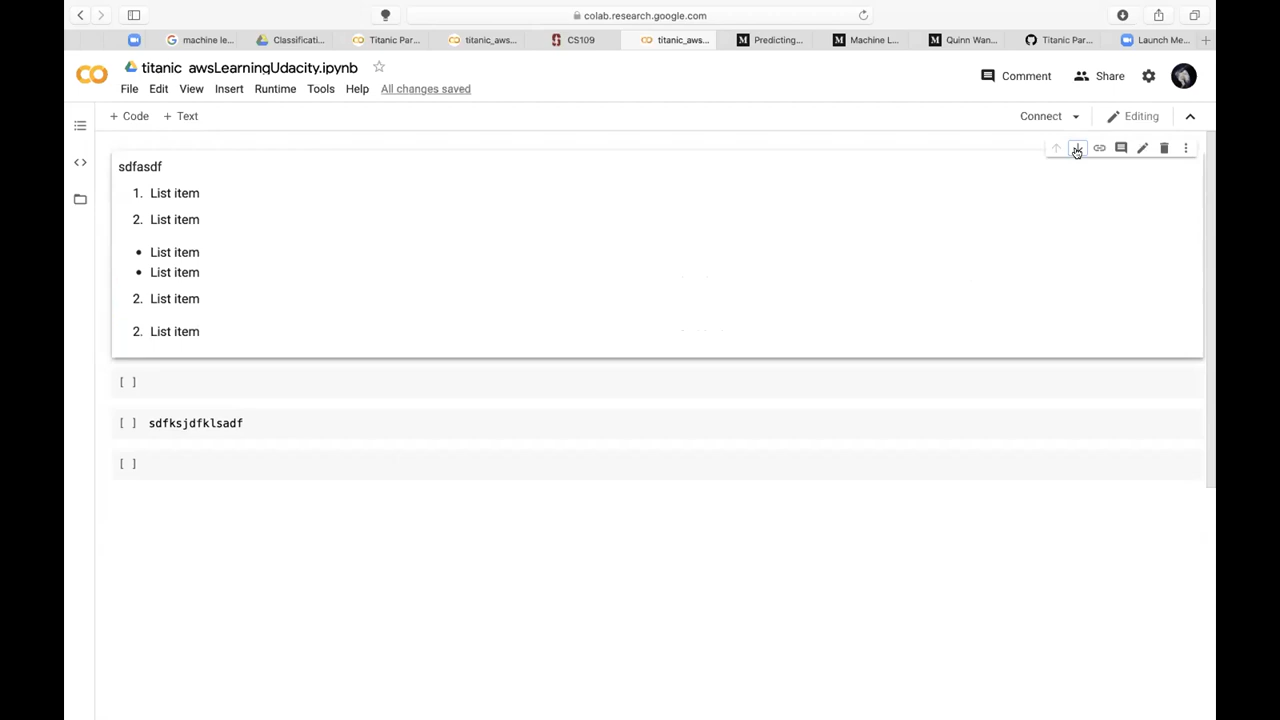 colab.research.google.com
machine le... Classificati... Titanic Par... titanic_aws... CS109 titanic_aws... Predicting... Machine L... Quinn Wan... Titanic Par... Launch Me...
titanic_awsLearningUdacity.ipynb
Comment Share
File Edit View Insert Runtime Tools Help All changes saved
+ Code + Text Connect Editing
sdfasdf
1. List item
2. List item
• List item
• List item
2. List item
2. List item
[ ]
[ ] sdfksjdfklsadf
[ ]